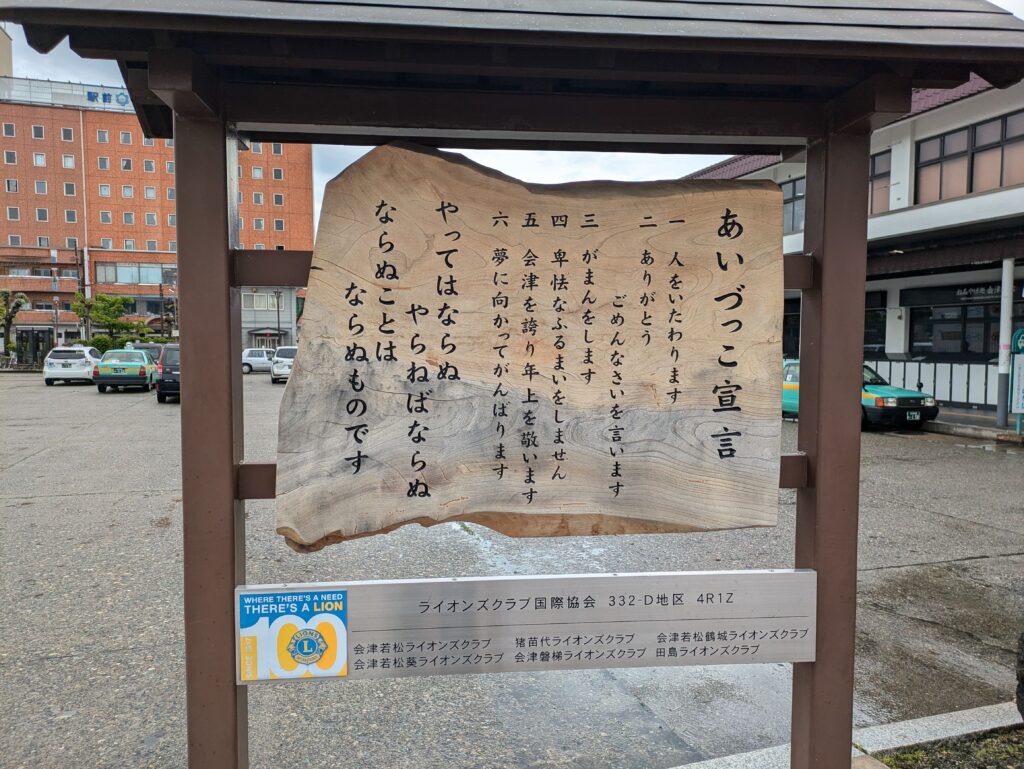 あいづっこ宣言
一 人をいたわります
二 ありがとう
ごめんなさいを言います
三 がまんをします
四 卑怯なふるまいをしません
五 会津を誇り年上を敬います
六 夢に向かってがんばります
やってはならぬ
やらねばならぬ
ならぬことは
ならぬものです
WHERE THERE'S A NEED
THERE'S A LION
100
LIONS
L
ライオンズクラブ国際協会 332-D地区 4R1Z
会津若松ライオンズクラブ 猪苗代ライオンズクラブ 会津若松鶴城ライオンズクラブ
会津若松葵ライオンズクラブ 会津磐梯ライオンズクラブ 田島ライオンズクラブ
駅前